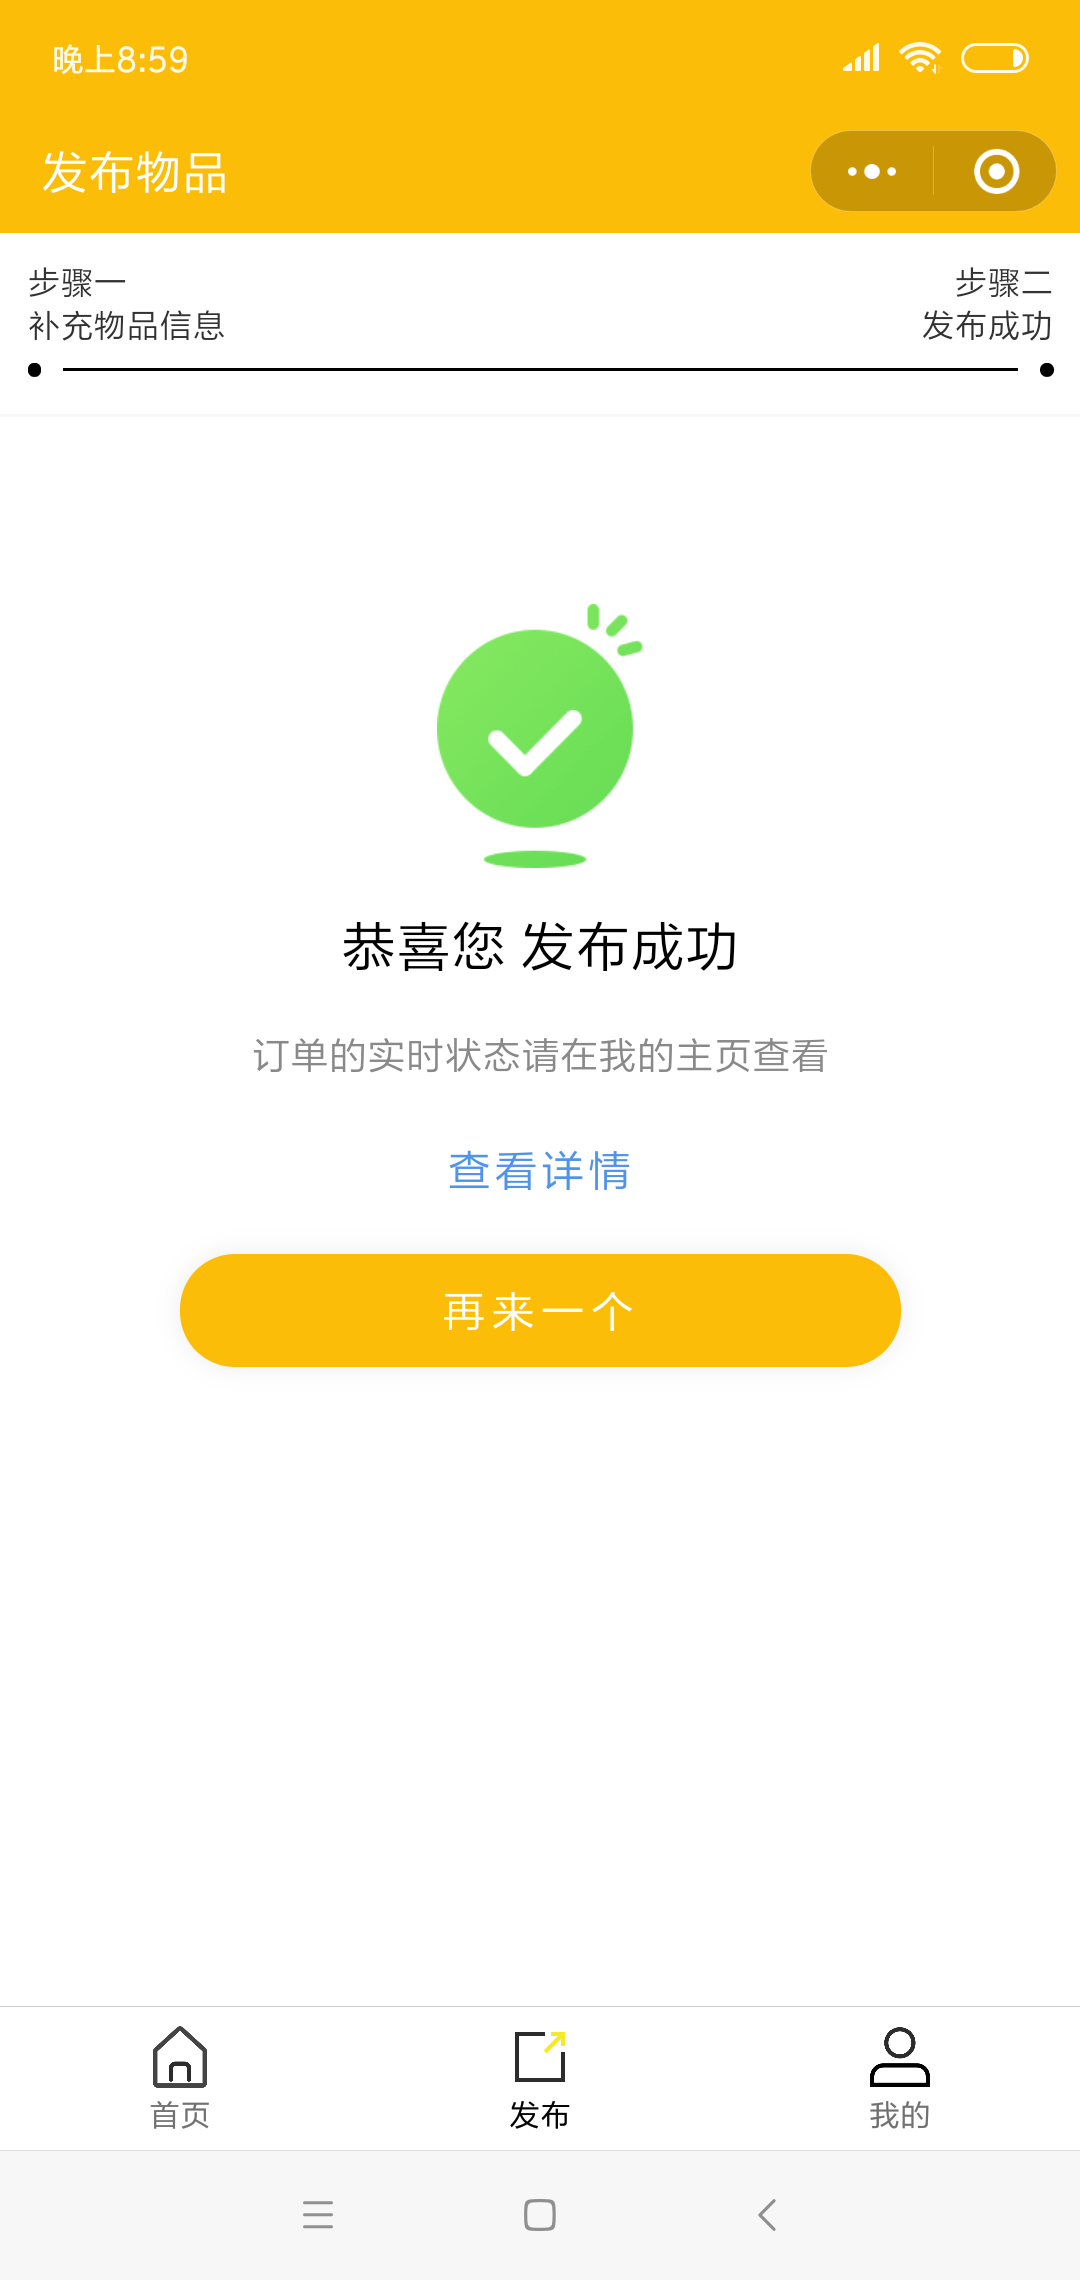 晚上8:59
发布物品
步骤一
步骤二
补充物品信息
发布成功
恭喜您 发布成功
订单的实时状态请在我的主页查看
查看详情
再来一个
首页
发布
我的